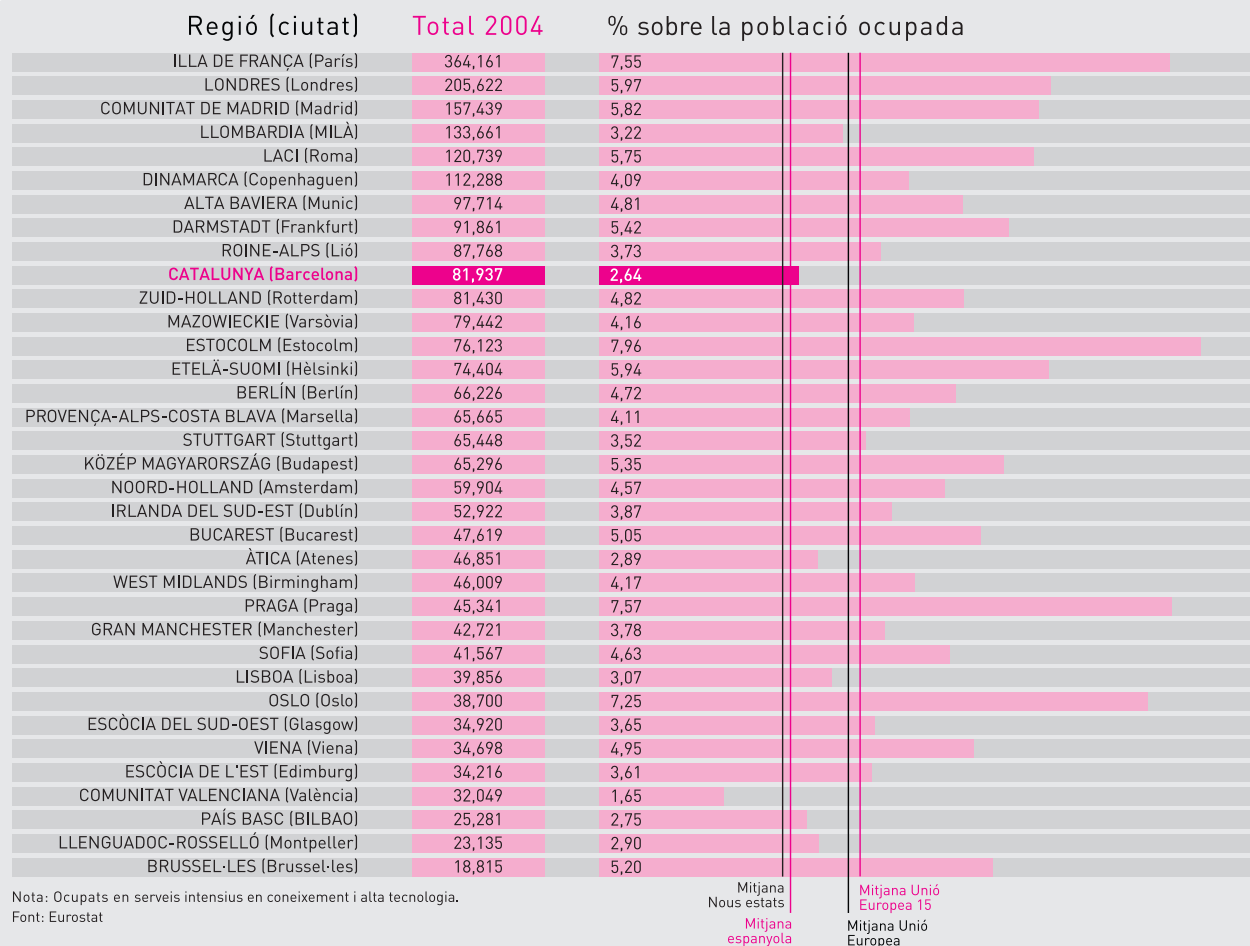 Regió (ciutat) Total 2004 % sobre la població ocupada
ILLA DE FRANÇA (París) 364,161 7,55
LONDRES (Londres) 205,622 5,97
COMUNITAT DE MADRID (Madrid) 157,439 5,82
LLOMBARDIA (MILÀ) 133,661 3,22
LACI (Roma) 120,739 5,75
DINAMARCA (Copenhaguen) 112,288 4,09
ALTA BAVIERA (Munic) 97,714 4,81
DARMSTADT (Frankfurt) 91,861 5,42
ROINE-ALPS (Lió) 87,768 3,73
CATALUNYA (Barcelona) 81,937 2,64
ZUID-HOLLAND (Rotterdam) 81,430 4,82
MAZOWIECKIE (Varsòvia) 79,442 4,16
ESTOCOLM (Estocolm) 76,123 7,96
ETELÄ-SUOMI (Hèlsinki) 74,404 5,94
BERLÍN (Berlín) 66,226 4,72
PROVENÇA-ALPS-COSTA BLAVA (Marsella) 65,665 4,11
STUTTGART (Stuttgart) 65,448 3,52
KÖZÉP MAGYARORSZÁG (Budapest) 65,296 5,35
NOORD-HOLLAND (Amsterdam) 59,904 4,57
IRLANDA DEL SUD-EST (Dublín) 52,922 3,87
BUCAREST (Bucarest) 47,619 5,05
ÀTICA (Atenes) 46,851 2,89
WEST MIDLANDS (Birmingham) 46,009 4,17
PRAGA (Praga) 45,341 7,57
GRAN MANCHESTER (Manchester) 42,721 3,78
SOFIA (Sofia) 41,567 4,63
LISBOA (Lisboa) 39,856 3,07
OSLO (Oslo) 38,700 7,25
ESCÒCIA DEL SUD-OEST (Glasgow) 34,920 3,65
VIENA (Viena) 34,698 4,95
ESCÒCIA DE L'EST (Edimburg) 34,216 3,61
COMUNITAT VALENCIANA (València) 32,049 1,65
PAÍS BASC (BILBAO) 25,281 2,75
LLENGUADOC-ROSSELLÓ (Montpeller) 23,135 2,90
BRUSSEL·LES (Brussel·les) 18,815 5,20
Nota: Ocupats en serveis intensius en coneixement i alta tecnologia.
Font: Eurostat
Mitjana
Nous estats
Mitjana
espanyola
Mitjana Unió
Europea 15
Mitjana Unió
Europea